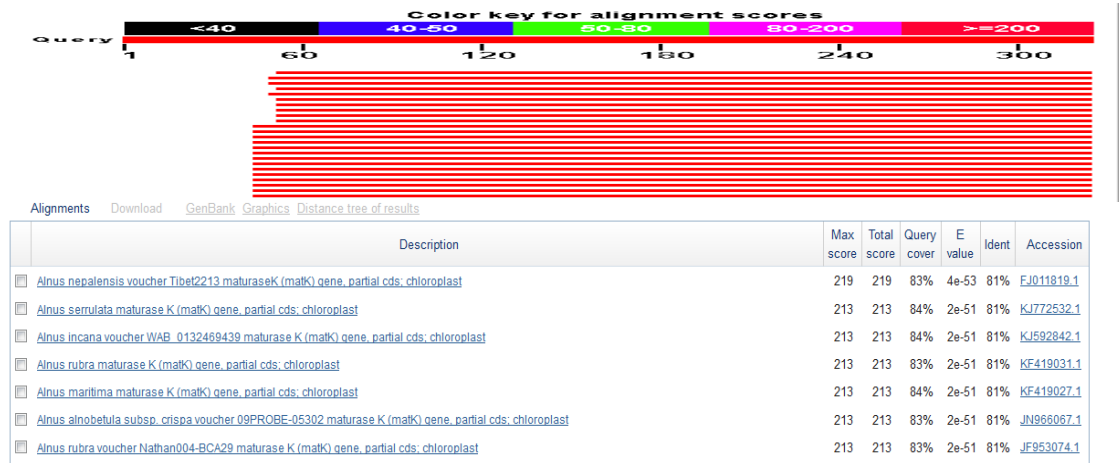 Color key for alignment scores
<40 40-50 50-80 80-200 >=200
Query
1 60 120 180 240 300
Alignments Download GenBank Graphics Distance tree of results
Description Max score Total score Query cover E value Ident Accession
Alnus nepalensis voucher Tibet2213 maturaseK (matK) gene, partial cds; chloroplast 219 219 83% 4e-53 81% FJ011819.1
Alnus serrulata maturase K (matK) gene, partial cds; chloroplast 213 213 84% 2e-51 81% KJ772532.1
Alnus incana voucher WAB_0132469439 maturase K (matK) gene, partial cds; chloroplast 213 213 84% 2e-51 81% KJ592842.1
Alnus rubra maturase K (matK) gene, partial cds; chloroplast 213 213 83% 2e-51 81% KF419031.1
Alnus maritima maturase K (matK) gene, partial cds; chloroplast 213 213 84% 2e-51 81% KF419027.1
Alnus alnobetula subsp. crispa voucher 09PROBE-05302 maturase K (matK) gene, partial cds; chloroplast 213 213 83% 2e-51 81% JN966067.1
Alnus rubra voucher Nathan004-BCA29 maturase K (matK) gene, partial cds; chloroplast 213 213 83% 2e-51 81% JF953074.1